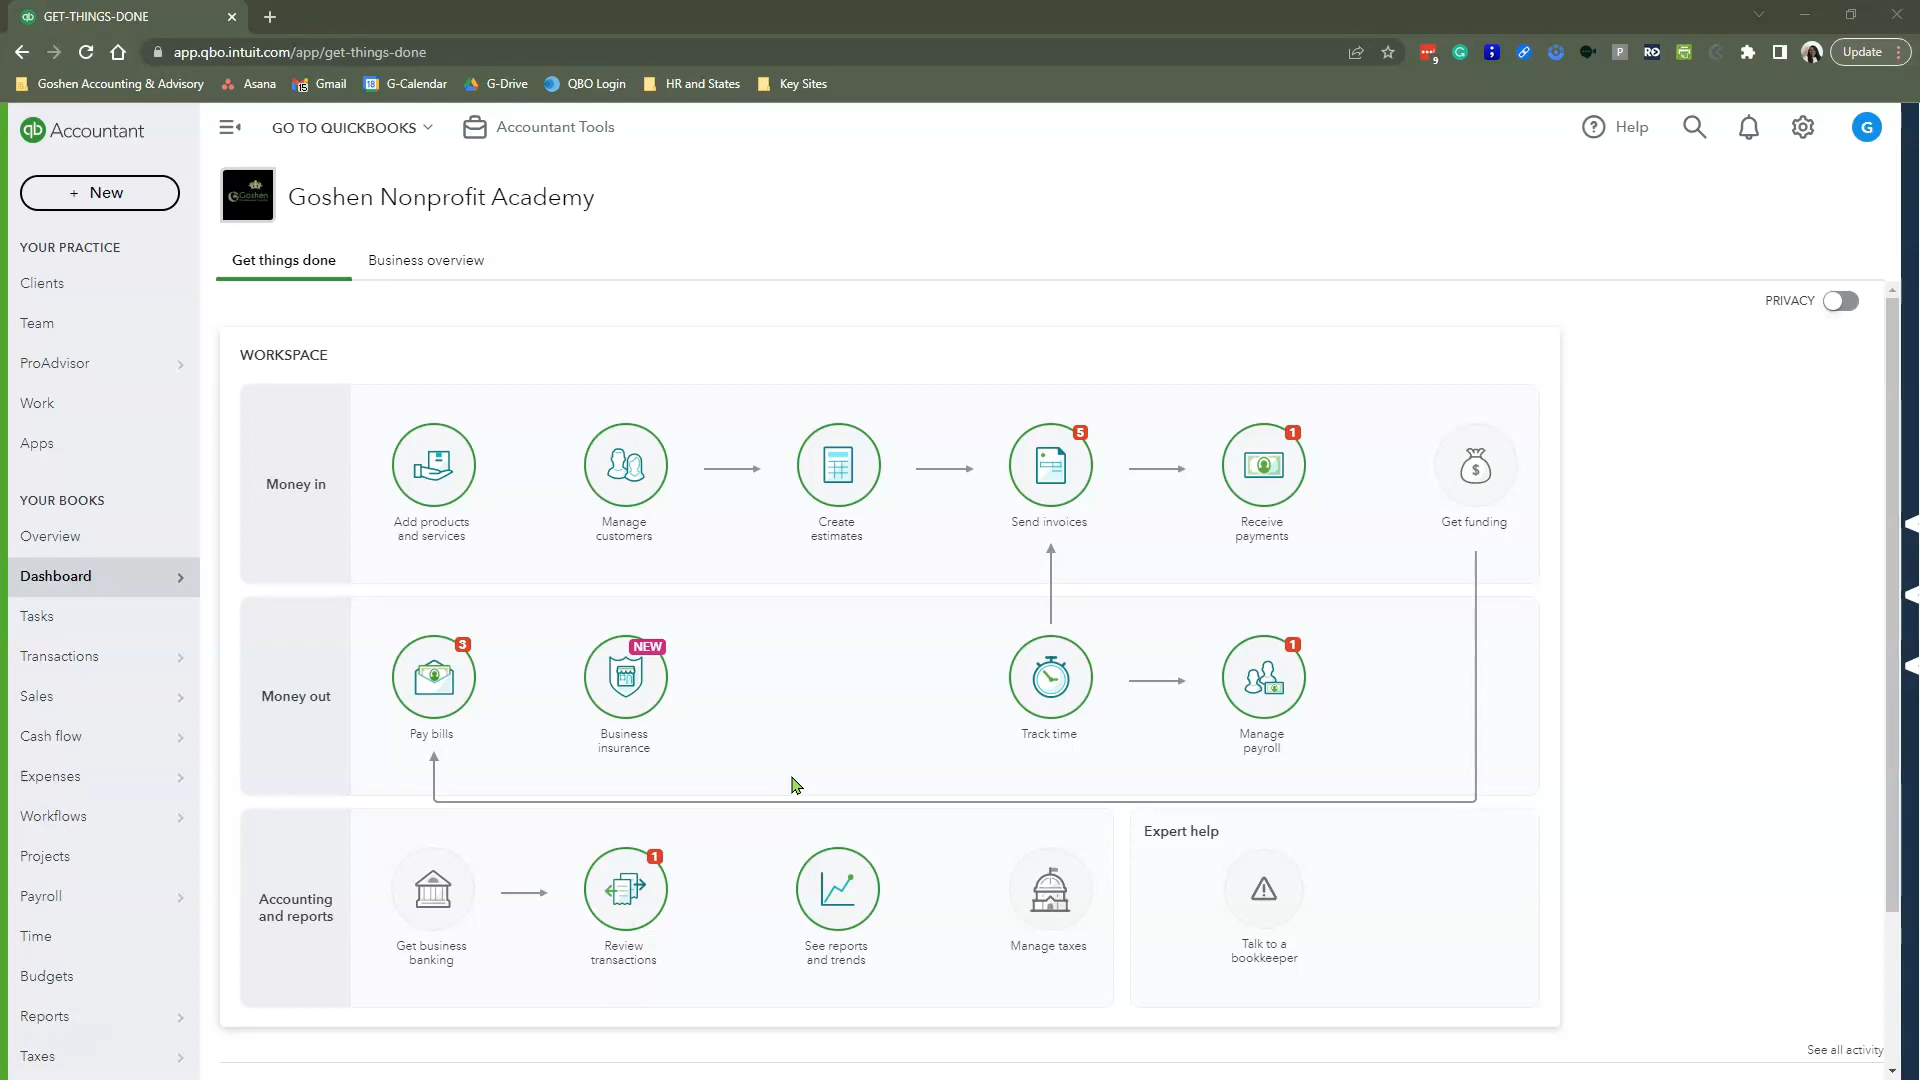 GET-THINGS-DONE
app.qbo.intuit.com/app/get-things-done
9
P
Update
Goshen Accounting & Advisory
Asana
15
Gmail
18
G-Calendar
G-Drive
QBO Login
HR and States
Key Sites
qb Accountant
GO TO QUICKBOOKS
Accountant Tools
Help
G
+ New
Goshen
Goshen Nonprofit Academy
YOUR PRACTICE
Clients
Team
ProAdvisor
Work
Apps
YOUR BOOKS
Overview
Dashboard
Tasks
Transactions
Sales
Cash flow
Expenses
Workflows
Projects
Payroll
Time
Budgets
Reports
Taxes
Get things done
Business overview
PRIVACY
WORKSPACE
Money in
Add products
and services
Manage
customers
Create
estimates
5
Send invoices
1
Receive
payments
Get funding
Money out
3
Pay bills
NEW
Business
insurance
Track time
1
Manage
payroll
Accounting
and reports
Get business
banking
1
Review
transactions
See reports
and trends
Manage taxes
Expert help
Talk to a
bookkeeper
See all activity